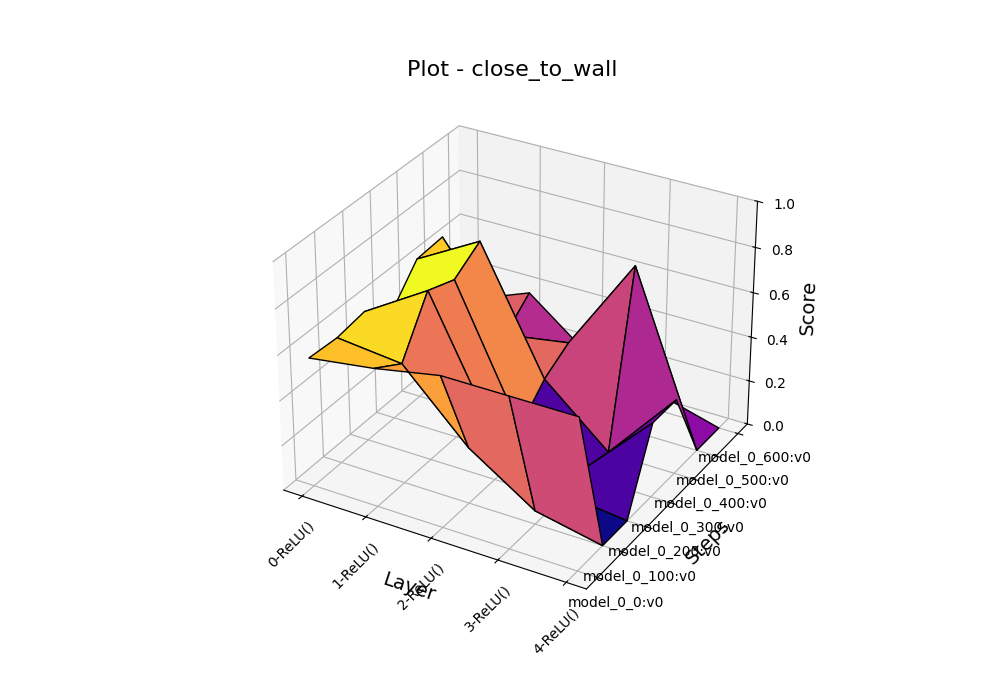 Plot - close_to_wall
1.0
0.8
0.6
0.4
0.2
0.0
Score
model_0_600:v0
model_0_500:v0
model_0_400:v0
model_0_300:v0
model_0_200:v0
model_0_100:v0
model_0_0:v0
Steps
0-ReLU()
1-ReLU()
2-ReLU()
3-ReLU()
4-ReLU()
Layer